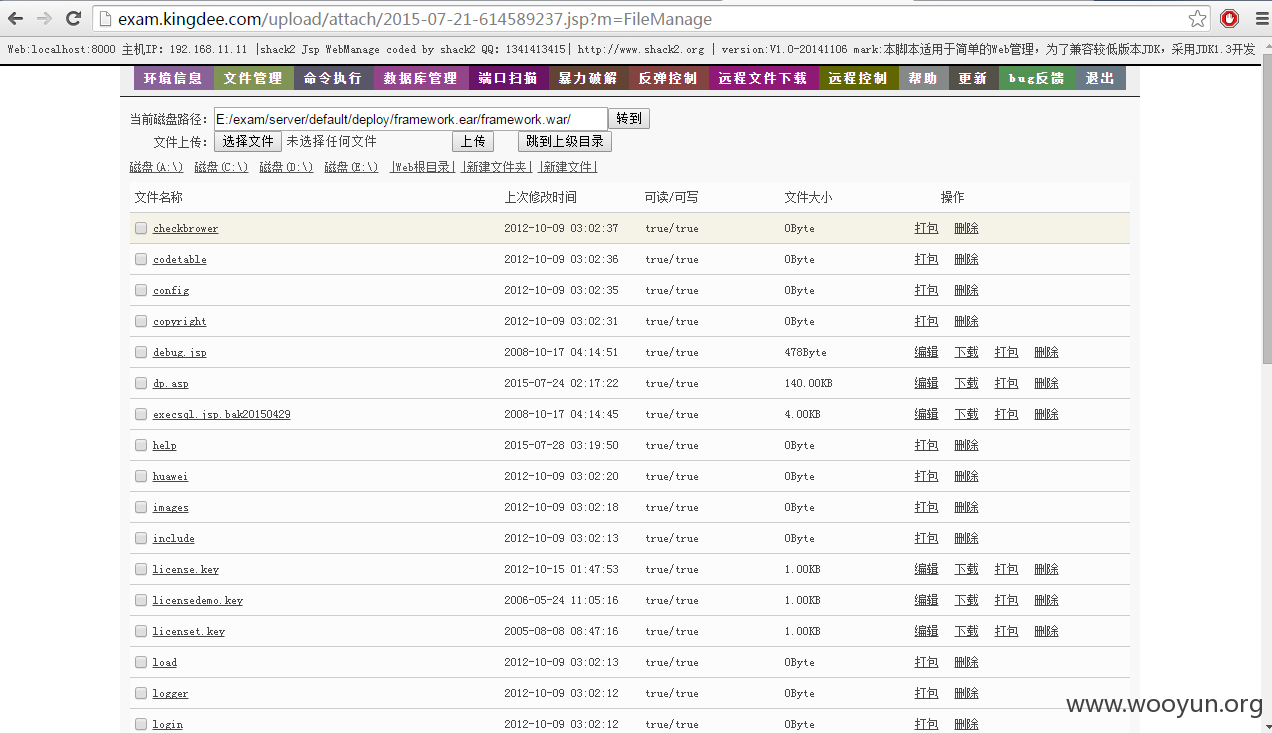 exam.kingdee.com/upload/attach/2015-07-21-614589237.jsp?m=FileManage
Web:localhost:8000 主机IP: 192.168.11.11 |shack2 Jsp WebManage coded by shack2 QQ: 1341413415| http://www.shack2.org | version:V1.0-20141106 mark:本脚本适用于简单的Web管理，为了兼容较低版本JDK，采用JDK1.3开发
环境信息 文件管理 命令执行 数据库管理 端口扫描 暴力破解 反弹控制 远程文件下载 远程控制 帮助 更新 bug反馈 退出
当前磁盘路径: E:/exam/server/default/deploy/framework.ear/framework.war/ 转到
文件上传: 选择文件 未选择任何文件 上传 跳到上级目录
磁盘(A:\) 磁盘(C:\) 磁盘(D:\) 磁盘(E:\) |Web根目录| |新建文件夹| |新建文件|
文件名称 上次修改时间 可读/可写 文件大小 操作
checkbrower 2012-10-09 03:02:37 true/true 0Byte 打包 删除
codetable 2012-10-09 03:02:36 true/true 0Byte 打包 删除
config 2012-10-09 03:02:35 true/true 0Byte 打包 删除
copyright 2012-10-09 03:02:31 true/true 0Byte 打包 删除
debug.jsp 2008-10-17 04:14:51 true/true 478Byte 编辑 下载 打包 删除
dp.asp 2015-07-24 02:17:22 true/true 140.00KB 编辑 下载 打包 删除
execsql.jsp.bak20150429 2008-10-17 04:14:45 true/true 4.00KB 编辑 下载 打包 删除
help 2015-07-28 03:19:50 true/true 0Byte 打包 删除
huawei 2012-10-09 03:02:20 true/true 0Byte 打包 删除
images 2012-10-09 03:02:18 true/true 0Byte 打包 删除
include 2012-10-09 03:02:13 true/true 0Byte 打包 删除
license.key 2012-10-15 01:47:53 true/true 1.00KB 编辑 下载 打包 删除
licensedemo.key 2006-05-24 11:05:16 true/true 1.00KB 编辑 下载 打包 删除
licenset.key 2005-08-08 08:47:16 true/true 1.00KB 编辑 下载 打包 删除
load 2012-10-09 03:02:13 true/true 0Byte 打包 删除
logger 2012-10-09 03:02:12 true/true 0Byte 打包 删除
login 2012-10-09 03:02:12 true/true 0Byte 打包 删除
www.wooyun.org